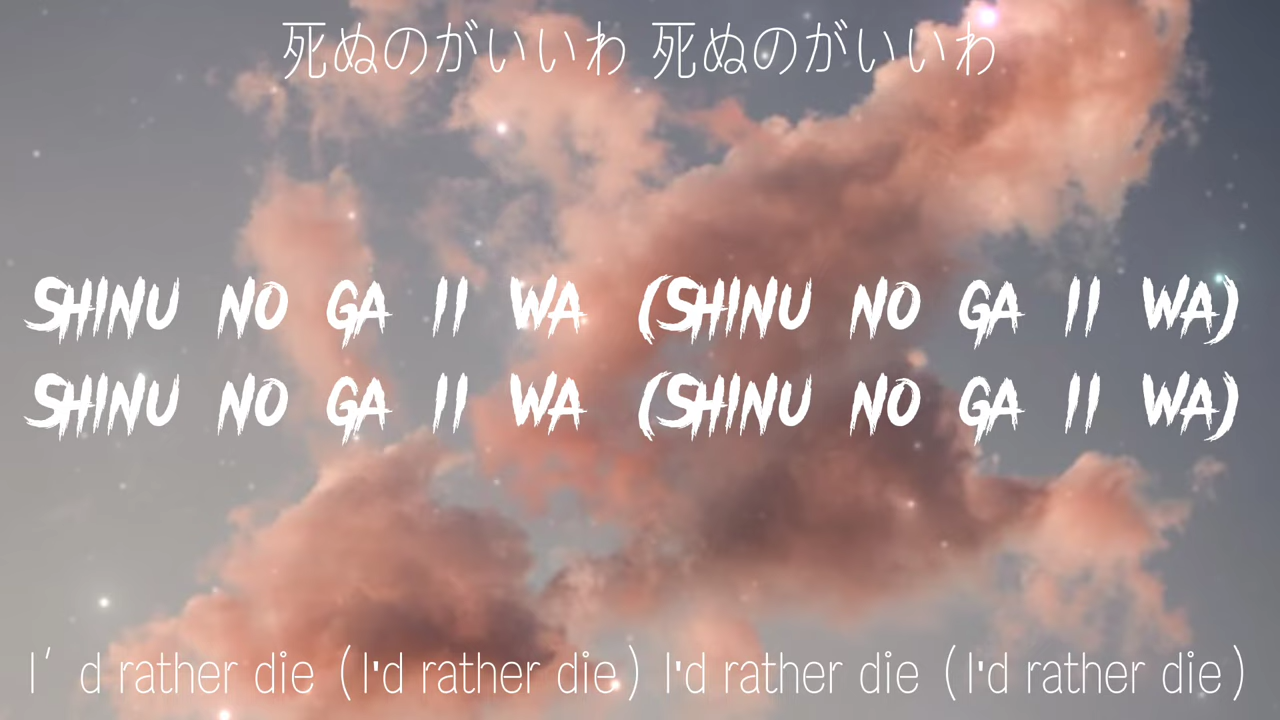 死ぬのがいいわ 死ぬのがいいわ
SHINU NO GA II WA (SHINU NO GA II WA)
SHINU NO GA II WA (SHINU NO GA II WA)
I’d rather die (I'd rather die) I'd rather die (I'd rather die)